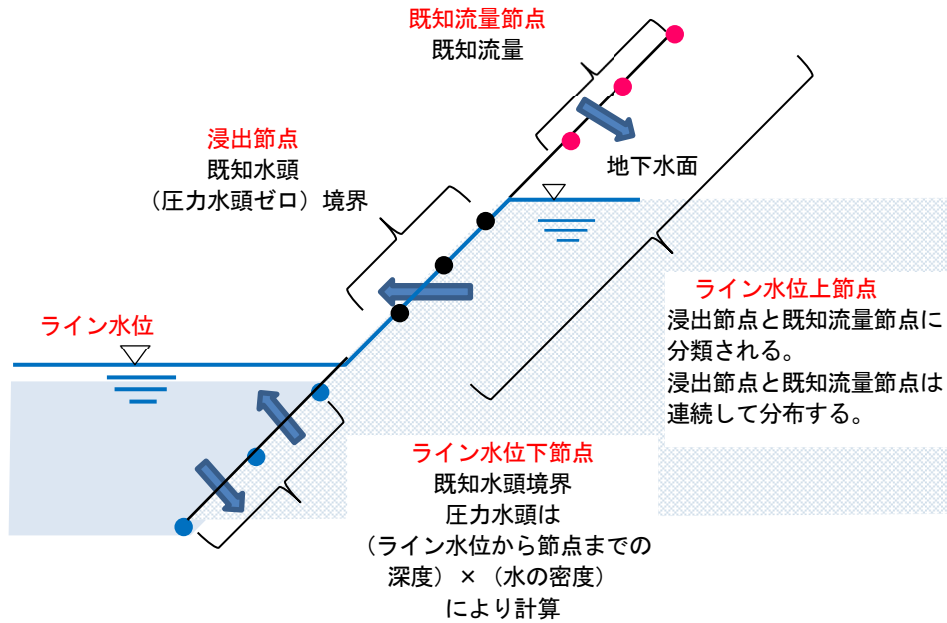 既知流量節点
既知流量
浸出節点
既知水頭
（圧力水頭ゼロ）境界
地下水面
ライン水位
ライン水位上節点
浸出節点と既知流量節点に
分類される。
浸出節点と既知流量節点は
連続して分布する。
ライン水位下節点
既知水頭境界
圧力水頭は
（ライン水位から節点までの
深度）×（水の密度）
により計算